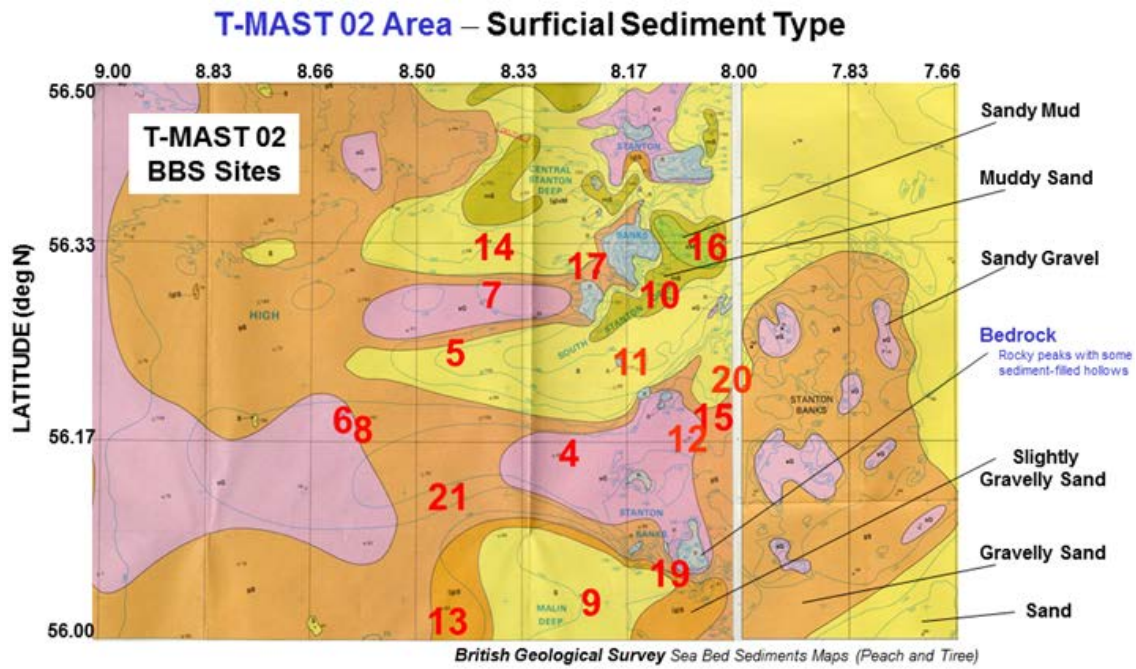 T-MAST 02 Area – Surficial Sediment Type
9.00 8.83 8.66 8.50 8.33 8.17 8.00 7.83 7.66
56.50
T-MAST 02
BBS Sites
Sandy Mud
STANTON
CENTRAL
STANTON
DEEP
Muddy Sand
BANKS
56.33
14
16
17
Sandy Gravel
7
10
HIGH
STANTON
SOUTH
5
11
Bedrock
Rocky peaks with some
sediment-filled hollows
20
STANTON
BANKS
LATITUDE (deg N)
6
8
15
12
56.17
4
Slightly
Gravelly Sand
21
STANTON
BANKS
Gravelly Sand
19
9
MALIN
DEEP
13
Sand
56.00
British Geological Survey Sea Bed Sediments Maps (Peach and Tiree)